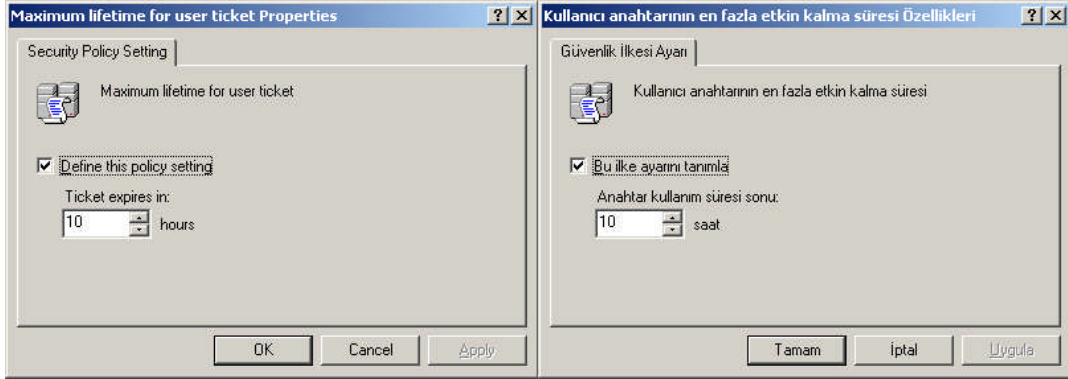 Maximum lifetime for user ticket Properties
Security Policy Setting
Maximum lifetime for user ticket
Define this policy setting
Ticket expires in:
10 hours
OK Cancel Apply
Kullanıcı anahtarının en fazla etkin kalma süresi Özellikleri
Güvenlik İlkesi Ayarı
Kullanıcı anahtarının en fazla etkin kalma süresi
Bu ilke ayarını tanımla
Anahtar kullanım süresi sonu:
10 saat
Tamam İptal Uygula